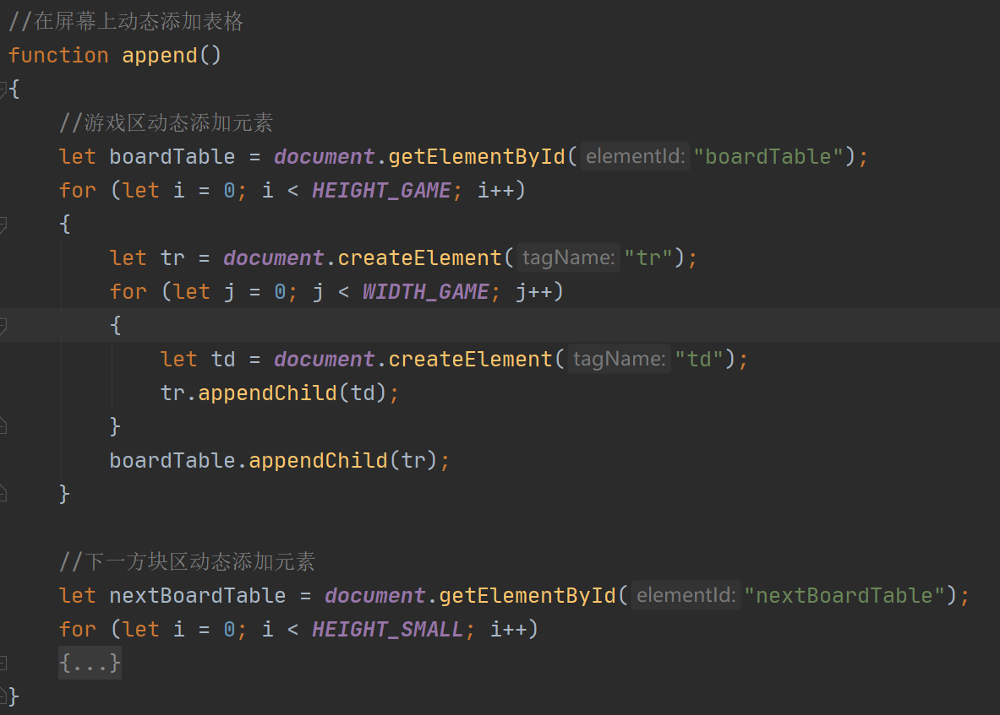 //在屏幕上动态添加表格
function append()
{
//游戏区动态添加元素
let boardTable = document.getElementById( elementId: "boardTable");
for (let i = 0; i < HEIGHT_GAME; i++)
{
let tr = document.createElement( tagName: "tr");
for (let j = 0; j < WIDTH_GAME; j++)
{
let td = document.createElement( tagName: "td");
tr.appendChild(td);
}
boardTable.appendChild(tr);
}
//下一方块区动态添加元素
let nextBoardTable = document.getElementById( elementId: "nextBoardTable");
for (let i = 0; i < HEIGHT_SMALL; i++)
{...}
}